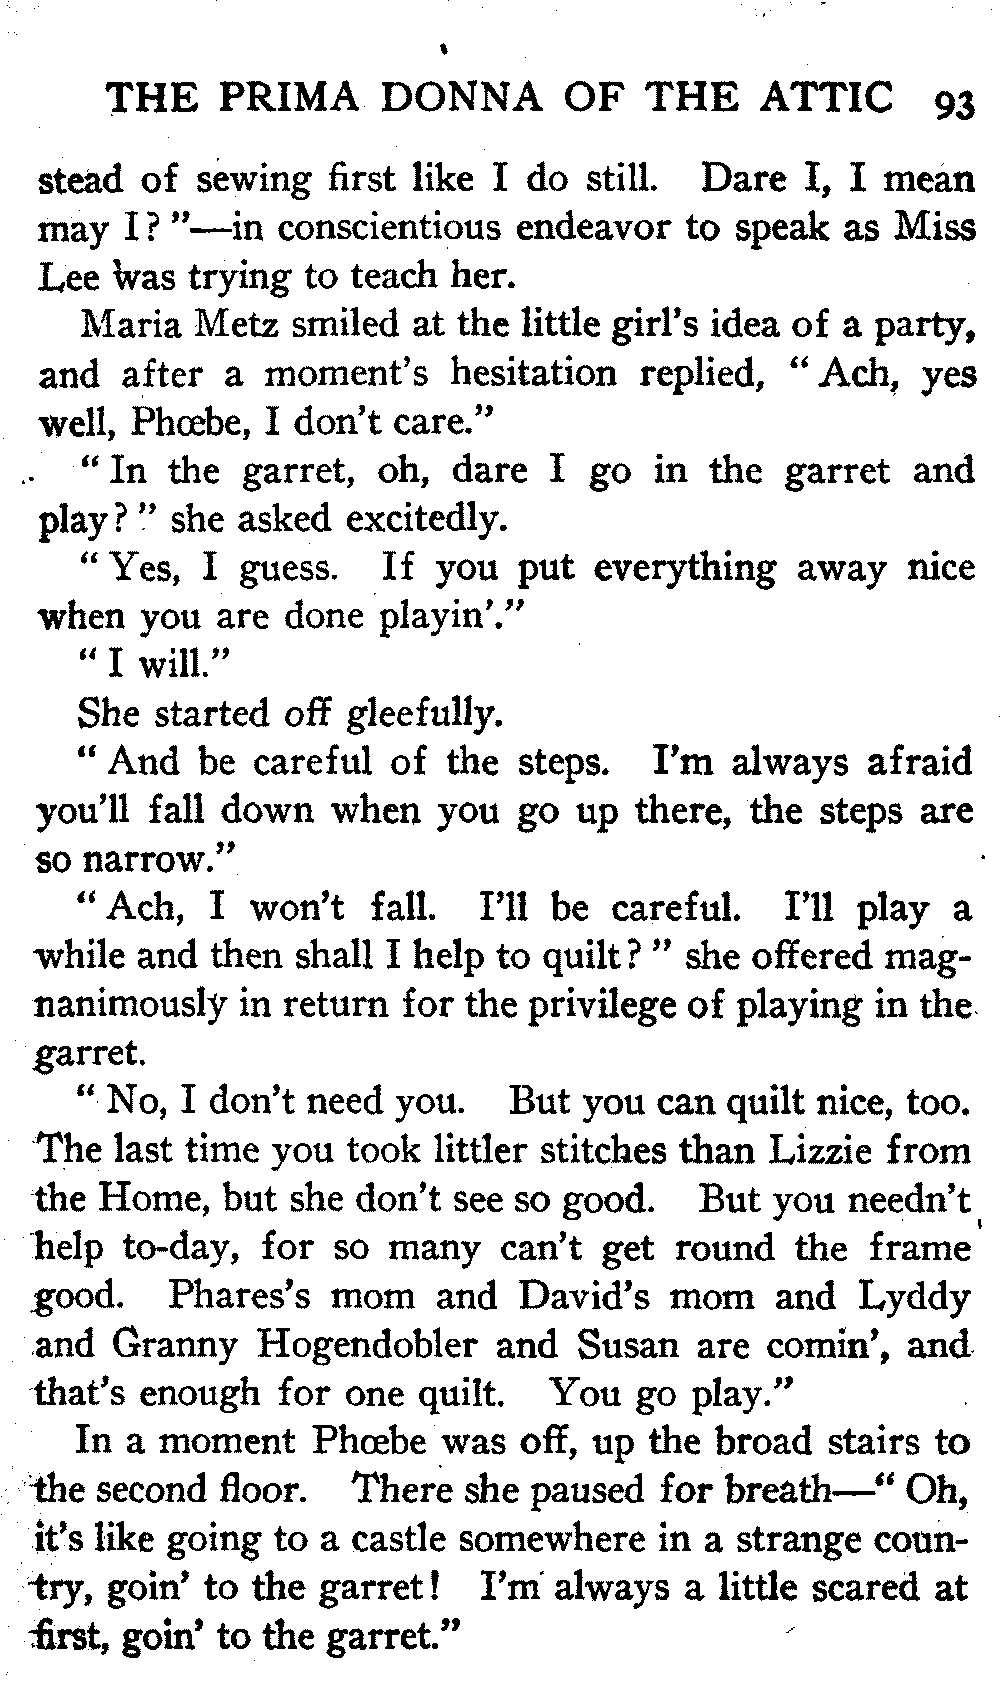 THE PRIMA DONNA OF THE ATTIC 93
stead of sewing first like I do still. Dare I, I mean
may I?"—in conscientious endeavor to speak as Miss
Lee was trying to teach her.
Maria Metz smiled at the little girl's idea of a party,
and after a moment's hesitation replied, "Ach, yes
well, Phœbe, I don't care."
"In the garret, oh, dare I go in the garret and
play?" she asked excitedly.
"Yes, I guess. If you put everything away nice
when you are done playin'."
"I will."
She started off gleefully.
"And be careful of the steps. I'm always afraid
you'll fall down when you go up there, the steps are
so narrow."
"Ach, I won't fall. I'll be careful. I'll play a
while and then shall I help to quilt?" she offered mag-
nanimously in return for the privilege of playing in the
garret.
"No, I don't need you. But you can quilt nice, too.
The last time you took littler stitches than Lizzie from
the Home, but she don't see so good. But you needn't
help to-day, for so many can't get round the frame
good. Phares's mom and David's mom and Lyddy
and Granny Hogendobler and Susan are comin', and
that's enough for one quilt. You go play."
In a moment Phœbe was off, up the broad stairs to
the second floor. There she paused for breath—"Oh,
it's like going to a castle somewhere in a strange coun-
try, goin' to the garret! I'm always a little scared at
first, goin' to the garret."